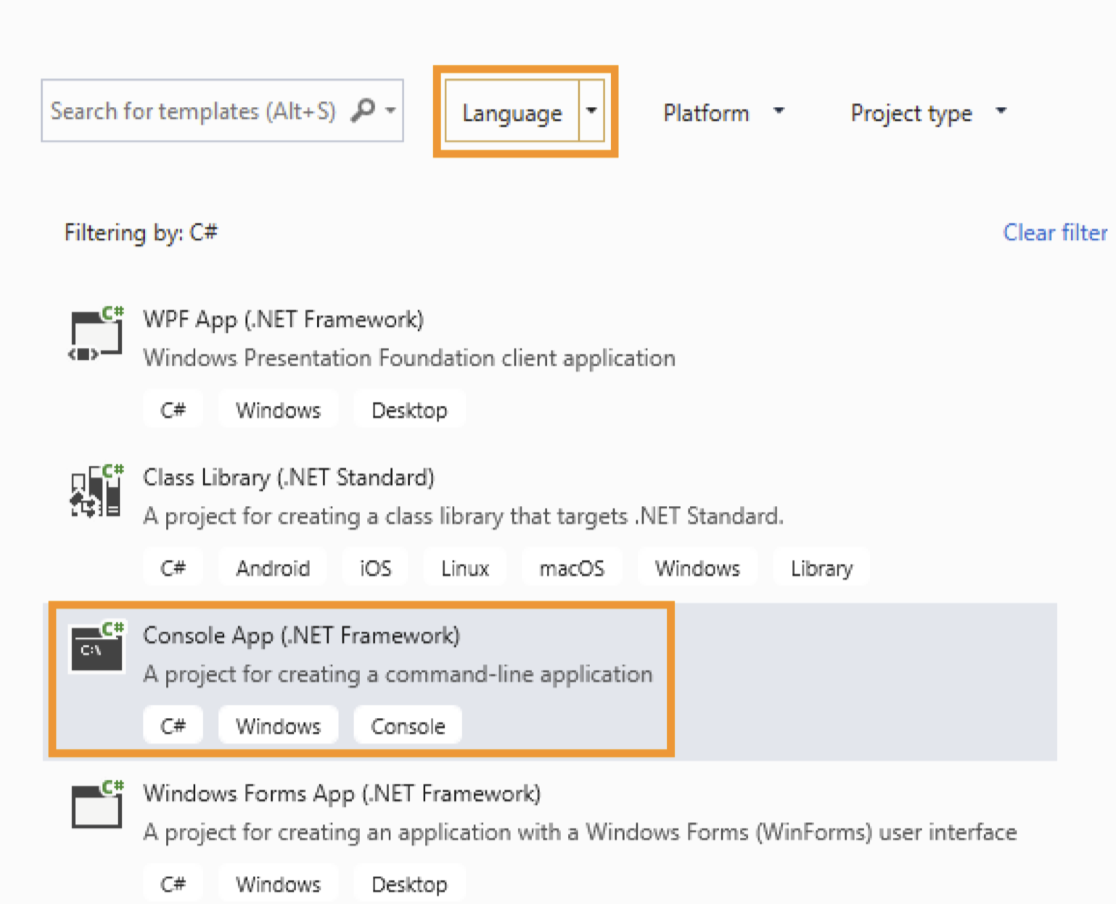 Search for templates (Alt+S)
Language
Platform
Project type
Filtering by: C#
Clear filter
C#
WPF App (.NET Framework)
Windows Presentation Foundation client application
C# Windows Desktop
C#
Class Library (.NET Standard)
A project for creating a class library that targets .NET Standard.
C# Android iOS Linux macOS Windows Library
C#
C:\
Console App (.NET Framework)
A project for creating a command-line application
C# Windows Console
C#
Windows Forms App (.NET Framework)
A project for creating an application with a Windows Forms (WinForms) user interface
C# Windows Desktop